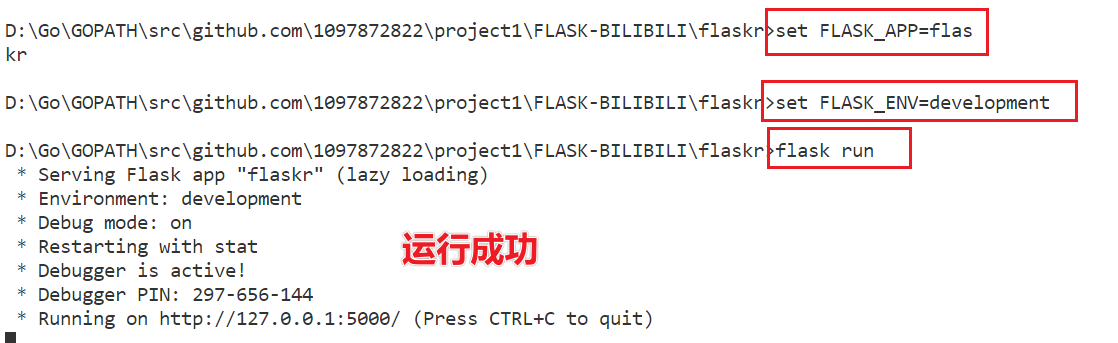 D:\Go\GOPATH\src\github.com\1097872822\project1\FLASK-BILIBILI\flaskr>set FLASK_APP=flas
kr
D:\Go\GOPATH\src\github.com\1097872822\project1\FLASK-BILIBILI\flaskr>set FLASK_ENV=development
D:\Go\GOPATH\src\github.com\1097872822\project1\FLASK-BILIBILI\flaskr>flask run
* Serving Flask app "flaskr" (lazy loading)
* Environment: development
* Debug mode: on
* Restarting with stat
运行成功
* Debugger is active!
* Debugger PIN: 297-656-144
* Running on http://127.0.0.1:5000/ (Press CTRL+C to quit)